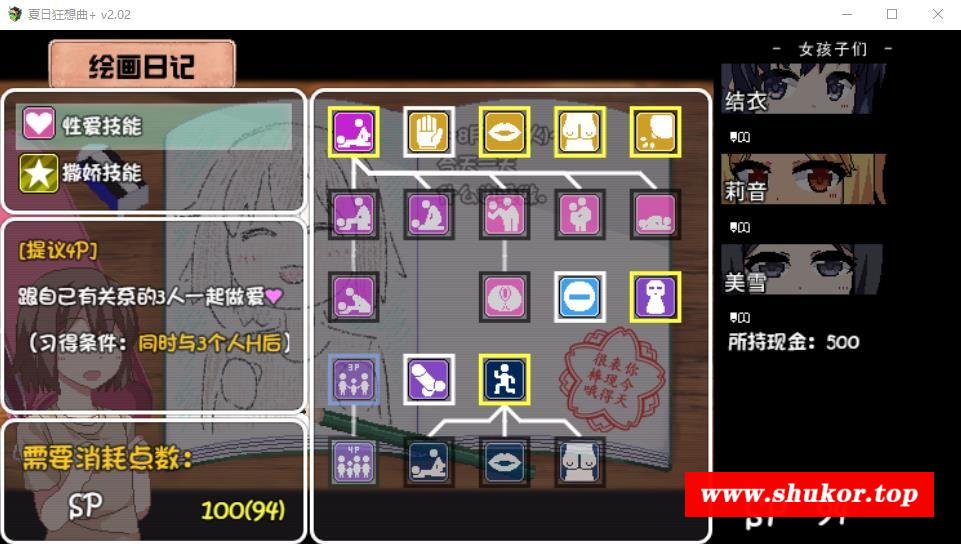 夏日狂想曲+ v2.02
绘画日记
- 女孩子们 -
结衣
性爱技能
撒娇技能
莉音
[提议4P]
跟自己有关系的3人一起做爱
(习得条件：同时与3个人H后)
美雪
所持现金：500
很表你
棒现今
哦得天
3P
4P
需要消耗点数：
SP
100(94)
www.shukor.top